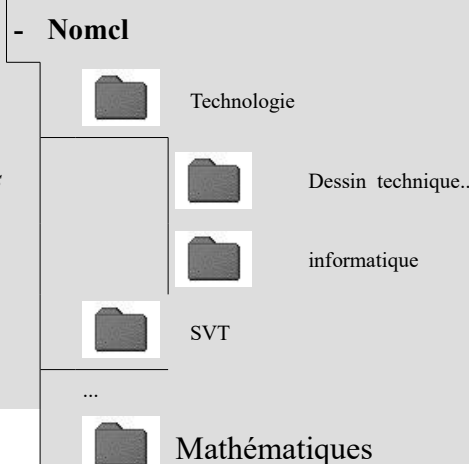 - Nomcl
Technologie
Dessin technique..
informatique
SVT
...
Mathématiques